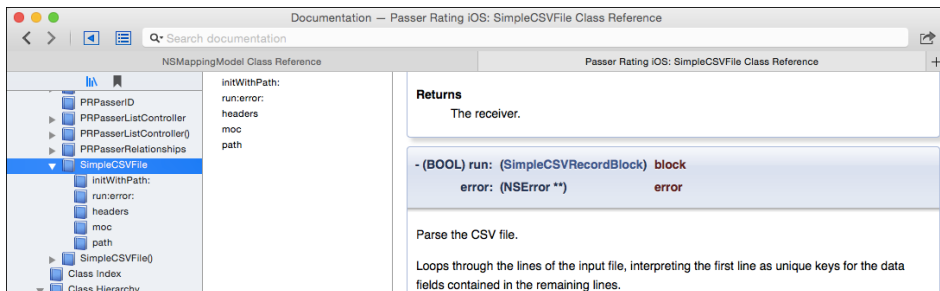 Documentation — Passer Rating iOS: SimpleCSVFile Class Reference
Search documentation
NSMappingModel Class Reference
Passer Rating iOS: SimpleCSVFile Class Reference
+
PRPasserID
PRPasserListController
PRPasserListController()
PRPasserRelationships
SimpleCSVFile
initWithPath:
run:error:
headers
moc
path
SimpleCSVFile()
Class Index
Class Hierarchy
initWithPath:
run:error:
headers
moc
path
Returns
The receiver.
- (BOOL) run: (SimpleCSVRecordBlock) block
error: (NSError **) error
Parse the CSV file.
Loops through the lines of the input file, interpreting the first line as unique keys for the data
fields contained in the remaining lines.